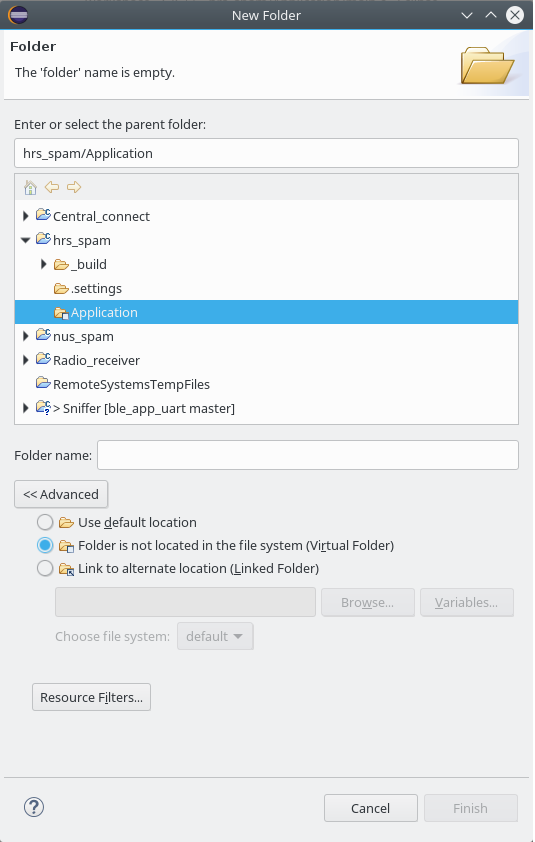 New Folder
Folder
The 'folder' name is empty.
Enter or select the parent folder:
hrs_spam/Application
Central_connect
hrs_spam
_build
.settings
Application
nus_spam
Radio_receiver
RemoteSystemsTempFiles
> Sniffer [ble_app_uart master]
Folder name:
<< Advanced
Use default location
Folder is not located in the file system (Virtual Folder)
Link to alternate location (Linked Folder)
Browse... Variables...
Choose file system: default
Resource Filters...
? Cancel Finish